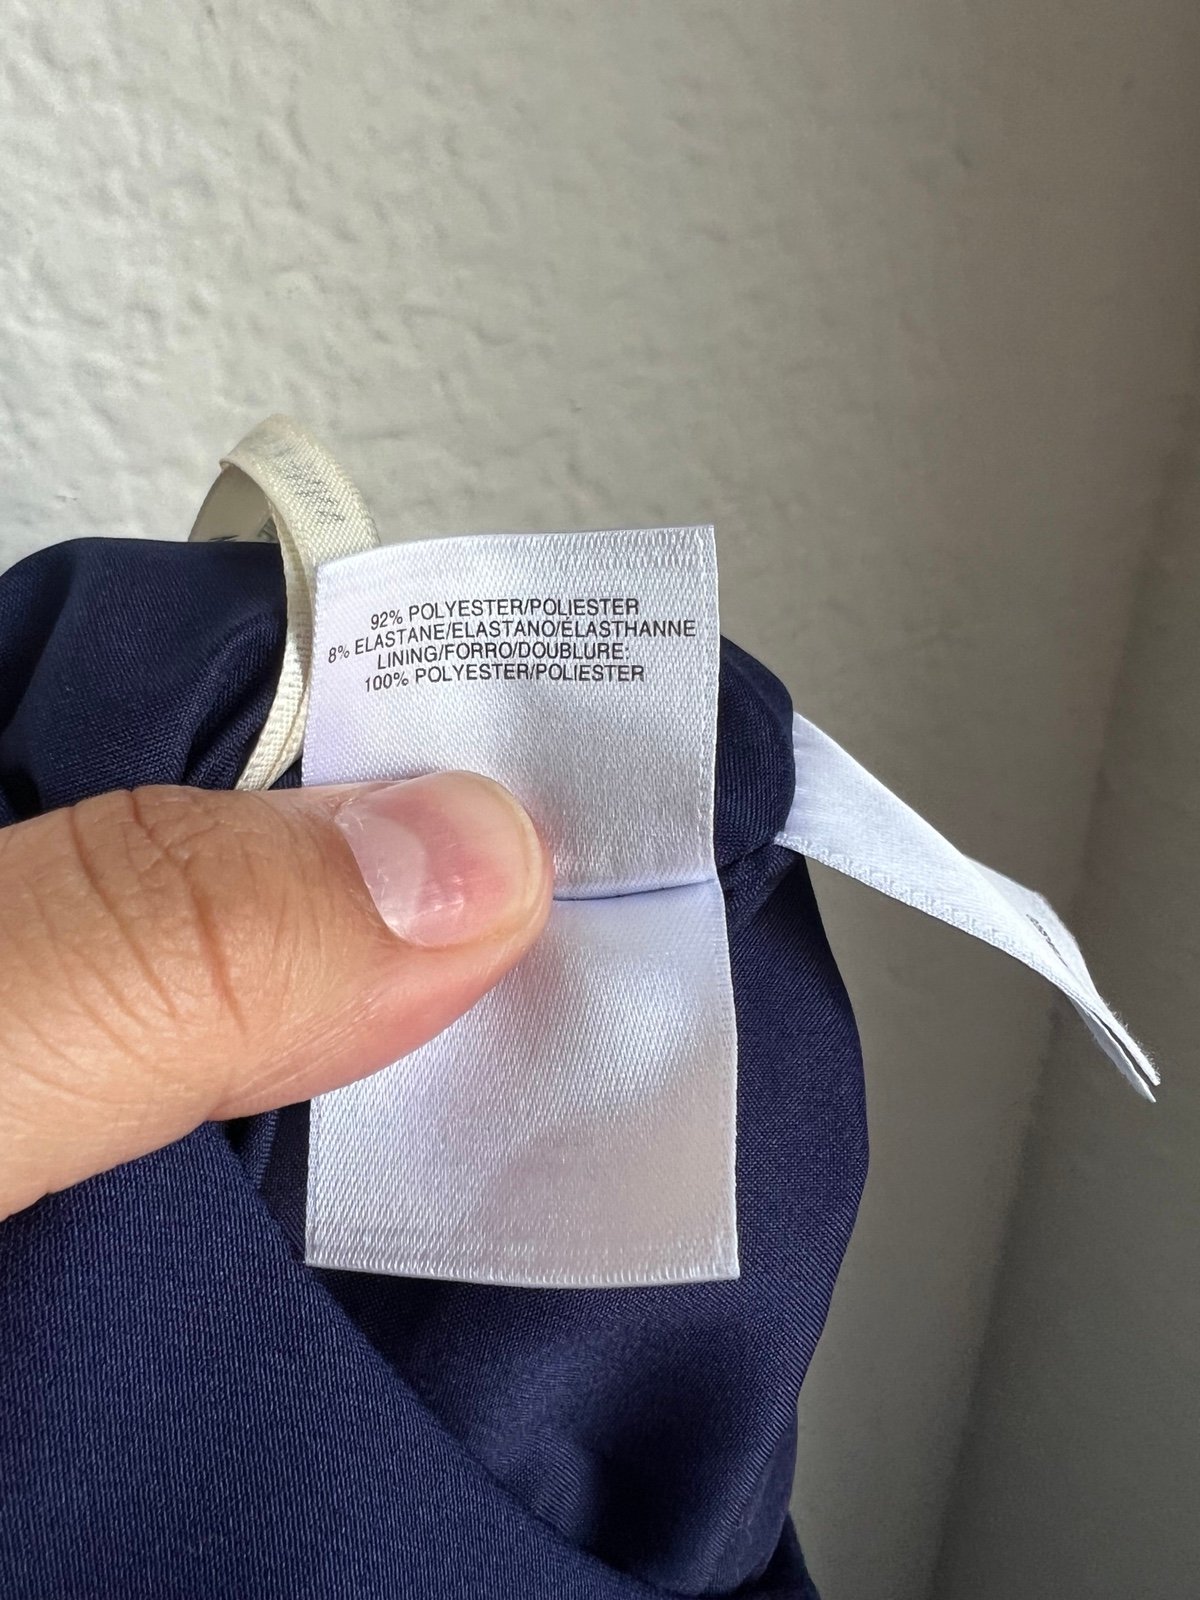 92% POLYESTER/POLIESTER
8% ELASTANE/ELASTANO/ÉLASTHANNE
LINING/FORRO/DOUBLURE:
100% POLYESTER/POLIESTER